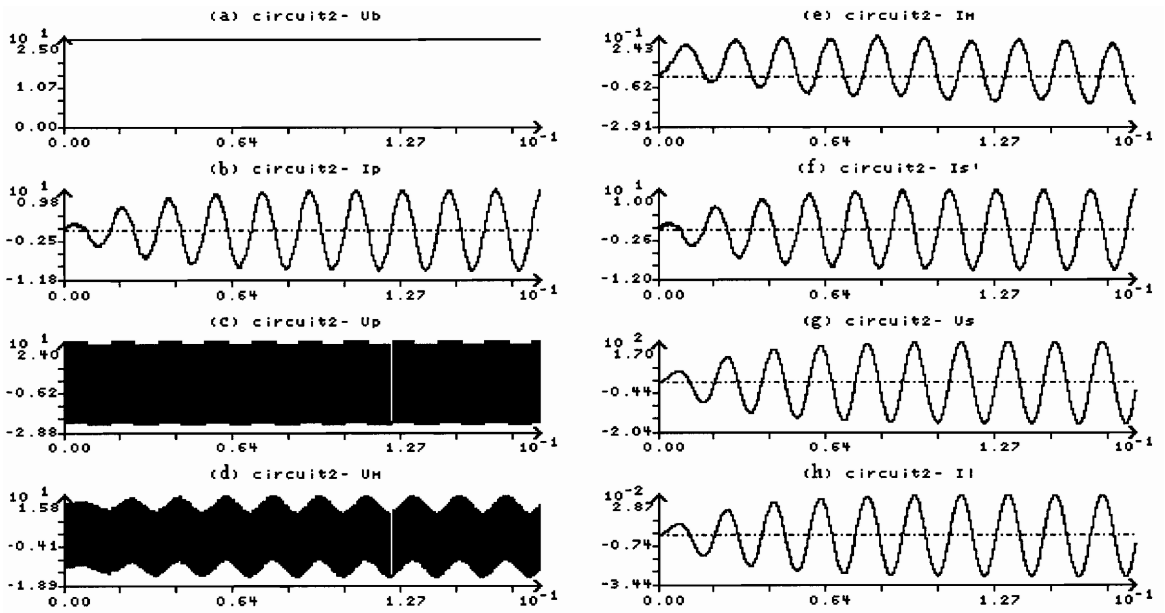 (a) circuit2- Ub
10 1
2.50
1.07
0.00
0.00 0.64 1.27 10-1
(b) circuit2- Ip
10 1
0.98
-0.25
-1.18
0.00 0.64 1.27 10-1
(c) circuit2- Up
10 1
2.40
-0.62
-2.88
0.00 0.64 1.27 10-1
(d) circuit2- UM
10 1
1.58
-0.41
-1.89
0.00 0.64 1.27 10-1
(e) circuit2- IM
10-1
2.43
-0.62
-2.91
0.00 0.64 1.27 10-1
(f) circuit2- Is'
10 1
1.00
-0.26
-1.20
0.00 0.64 1.27 10-1
(g) circuit2- Us
10 2
1.70
-0.44
-2.04
0.00 0.64 1.27 10-1
(h) circuit2- Il
10-2
2.87
-0.74
-3.44
0.00 0.64 1.27 10-1